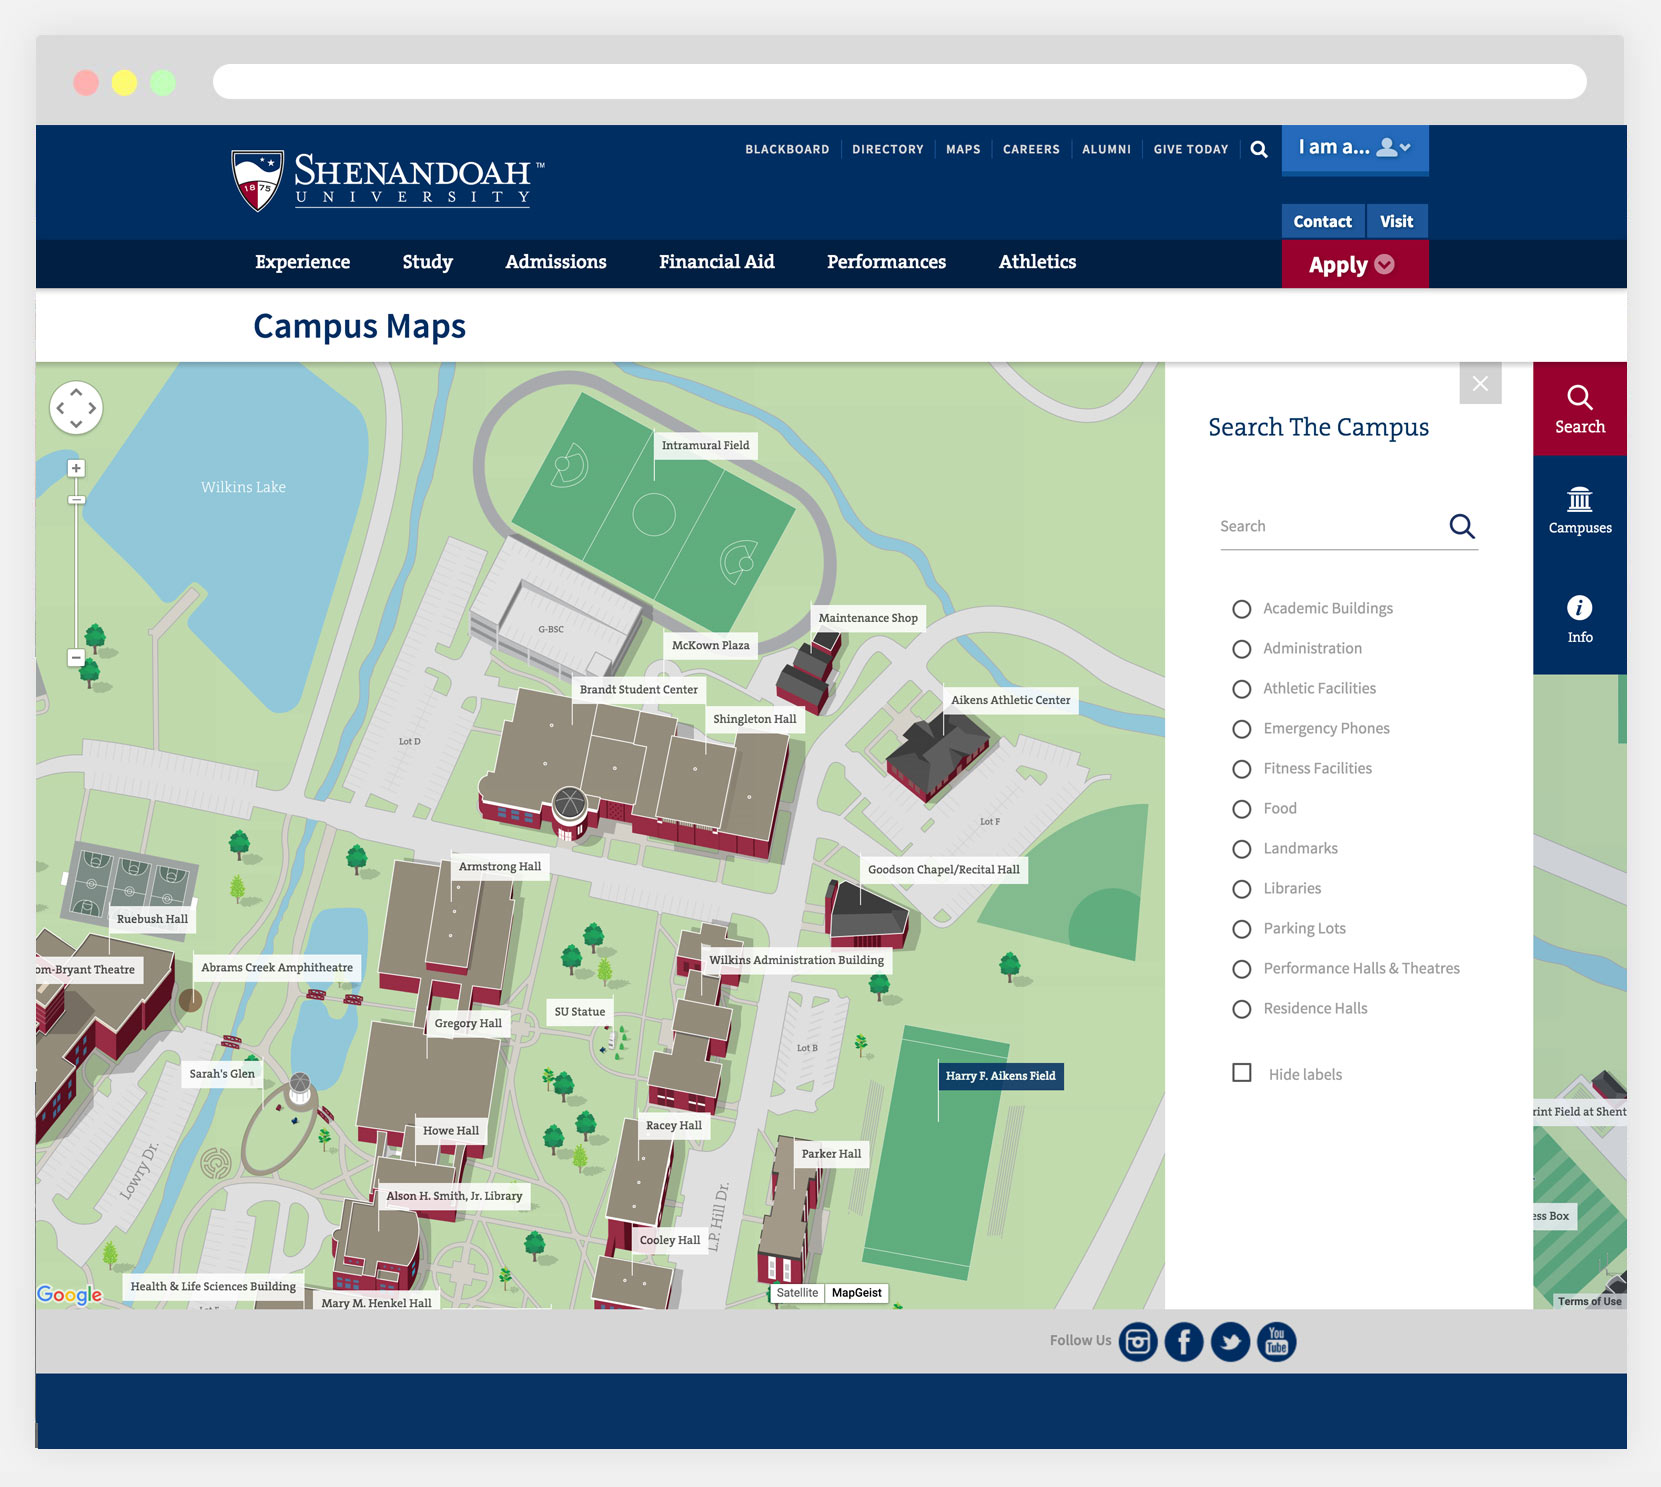 BLACKBOARD
DIRECTORY
MAPS
CAREERS
ALUMNI
GIVE TODAY
I am a...
18 75
SHENANDOAH™
UNIVERSITY
Contact
Visit
Experience
Study
Admissions
Financial Aid
Performances
Athletics
Apply
Campus Maps
Intramural Field
Wilkins Lake
Maintenance Shop
G-BSC
McKown Plaza
Brandt Student Center
Aikens Athletic Center
Shingleton Hall
Lot D
Lot F
Armstrong Hall
Goodson Chapel/Recital Hall
Ruebush Hall
om-Bryant Theatre
Abrams Creek Amphitheatre
Wilkins Administration Building
SU Statue
Gregory Hall
Lot B
Sarah's Glen
Harry F. Aikens Field
Racey Hall
Howe Hall
Parker Hall
Lowry Dr.
Alson H. Smith, Jr. Library
L.P. Hill Dr.
Cooley Hall
Health & Life Sciences Building
Google
Mary M. Henkel Hall
Satellite
MapGeist
Search The Campus
Search
Academic Buildings
Administration
Athletic Facilities
Emergency Phones
Fitness Facilities
Food
Landmarks
Libraries
Parking Lots
Performance Halls & Theatres
Residence Halls
Hide labels
Search
Campuses
i
Info
rint Field at Shent
ess Box
Terms of Use
Follow Us
f
You
Tube